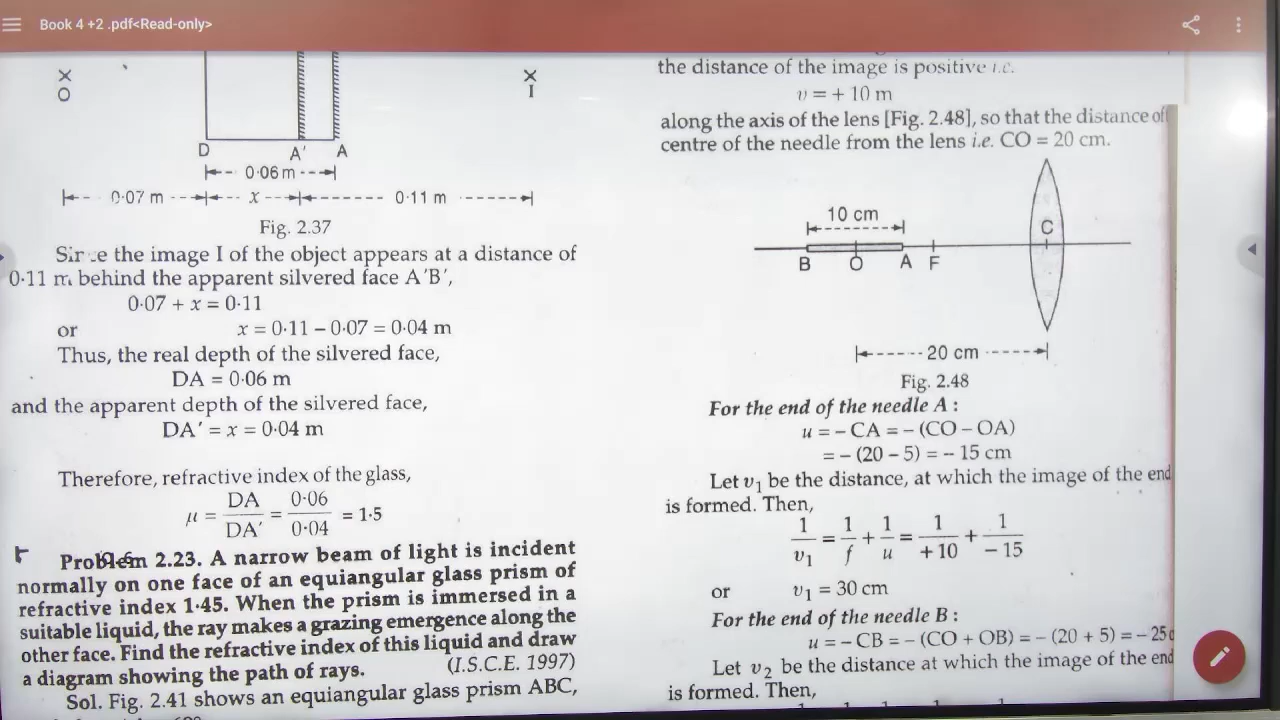 Book 4 +2 .pdf<Read-only>
X
O
X
I
D A' A
0·06 m
0·07 m x 0·11 m
Fig. 2.37
the image I of the object appears at a distance of
0·11 behind the apparent silvered face A'B',
0·07 + x = 0·11
or x = 0·11 – 0·07 = 0·04 m
Thus, the real depth of the silvered face,
DA = 0·06 m
and the apparent depth of the silvered face,
DA' = x = 0·04 m
Therefore, refractive index of the glass,
μ = DA/DA' = 0·06/0·04 = 1·5
Problem 2.23. A narrow beam of light is incident
normally on one face of an equiangular glass prism of
refractive index 1·45. When the prism is immersed in a
suitable liquid, the ray makes a grazing emergence along the
other face. Find the refractive index of this liquid and draw
a diagram showing the path of rays. (I.S.C.E. 1997)
Sol. Fig. 2.41 shows an equiangular glass prism ABC,
the distance of the image is positive i.e.
v = + 10 m
along the axis of the lens [Fig. 2.48], so that the distance of
centre of the needle from the lens i.e. CO = 20 cm.
10 cm
C
B O A F
20 cm
Fig. 2.48
For the end of the needle A :
u = – CA = – (CO – OA)
= – (20 – 5) = – 15 cm
Let v₁ be the distance, at which the image of the end
is formed. Then,
1/v₁ = 1/f + 1/u = 1/+10 + 1/–15
or v₁ = 30 cm
For the end of the needle B :
u = – CB = – (CO + OB) = – (20 + 5) = – 25
Let v₂ be the distance at which the image of the end
is formed. Then,